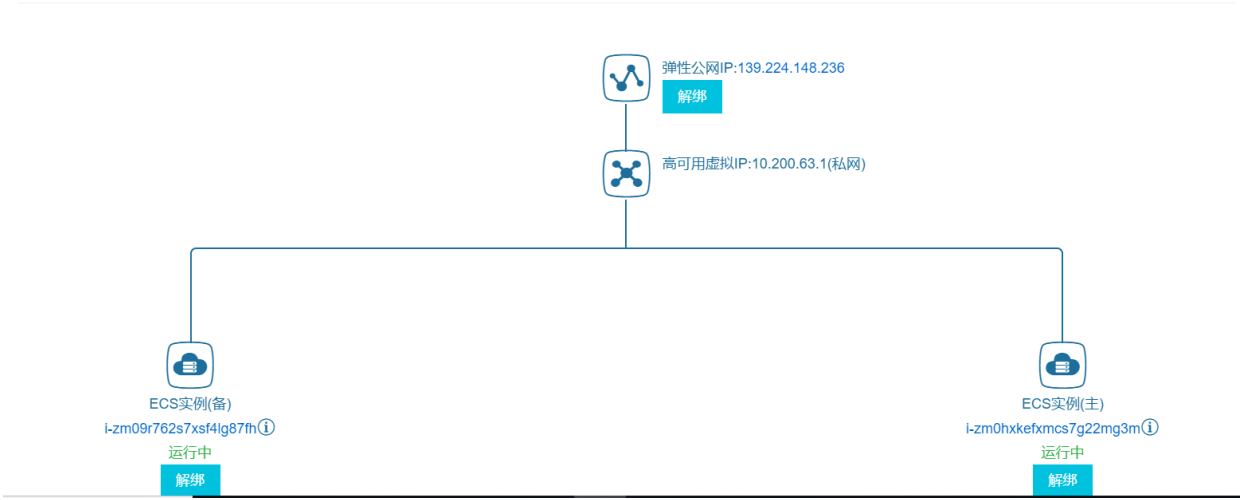 弹性公网IP:139.224.148.236
解绑
高可用虚拟IP:10.200.63.1(私网)
ECS实例(备)
i-zm09r762s7xsf4lg87fh
运行中
解绑
ECS实例(主)
i-zm0hxkefxmcs7g22mg3m
运行中
解绑